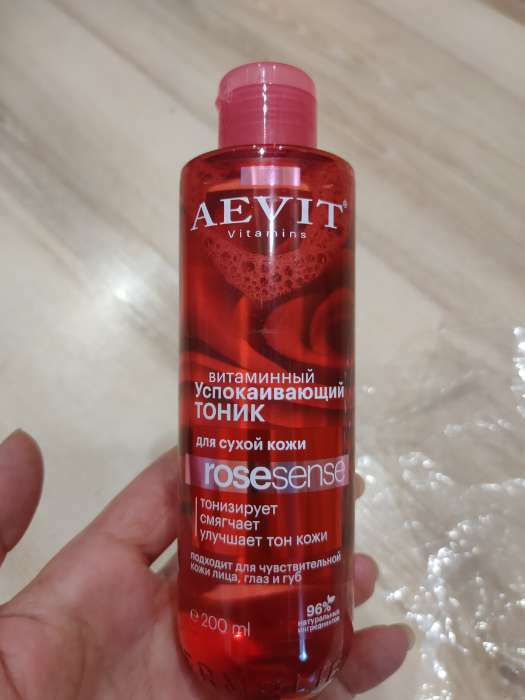 AEVIT®
Vitamins
витаминный
Успокаивающий
тоник
для сухой кожи
rosesense
тонизирует
смягчает
улучшает тон кожи
подходит для чувствительной
кожи лица, глаз и губ
96%
натуральных
ингредиентов
℮ 200 ml